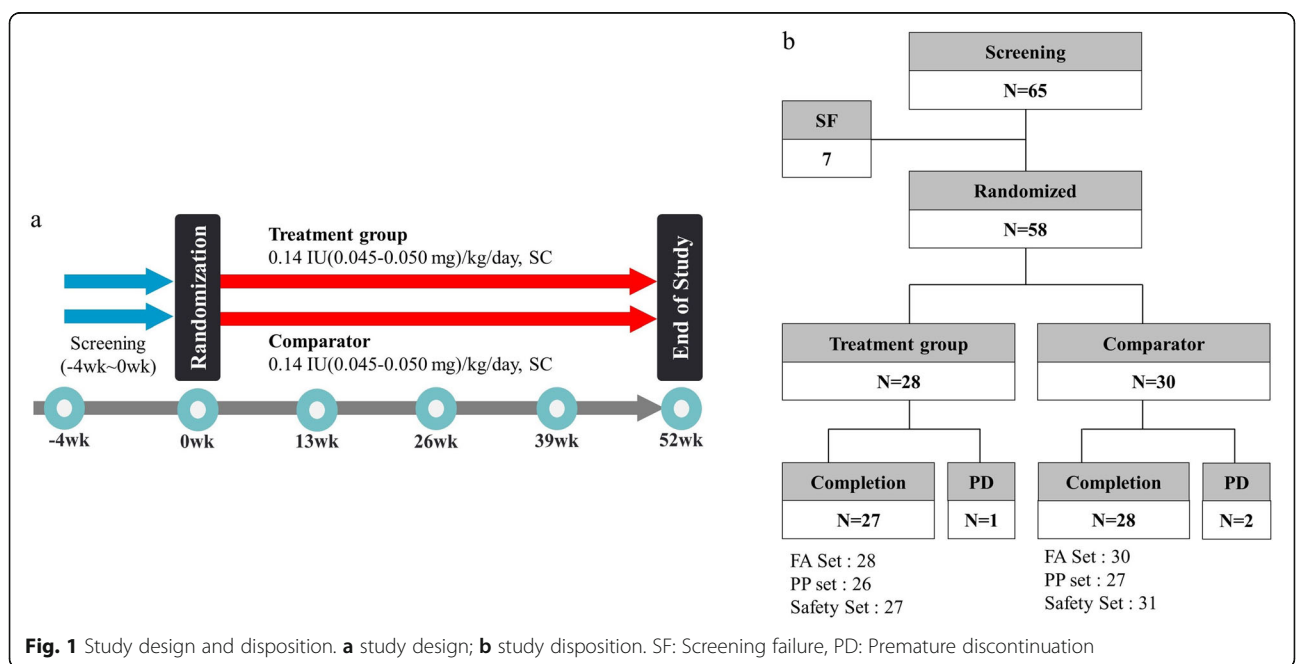 a
Randomization
End of Study
Treatment group
0.14 IU(0.045-0.050 mg)/kg/day, SC
Screening
(-4wk~0wk)
Comparator
0.14 IU(0.045-0.050 mg)/kg/day, SC
-4wk 0wk 13wk 26wk 39wk 52wk
b
Screening
N=65
SF
7
Randomized
N=58
Treatment group Comparator
N=28 N=30
Completion PD Completion PD
N=27 N=1 N=28 N=2
FA Set : 28
PP set : 26
Safety Set : 27
FA Set : 30
PP set : 27
Safety Set : 31
Fig. 1 Study design and disposition. a study design; b study disposition. SF: Screening failure, PD: Premature discontinuation